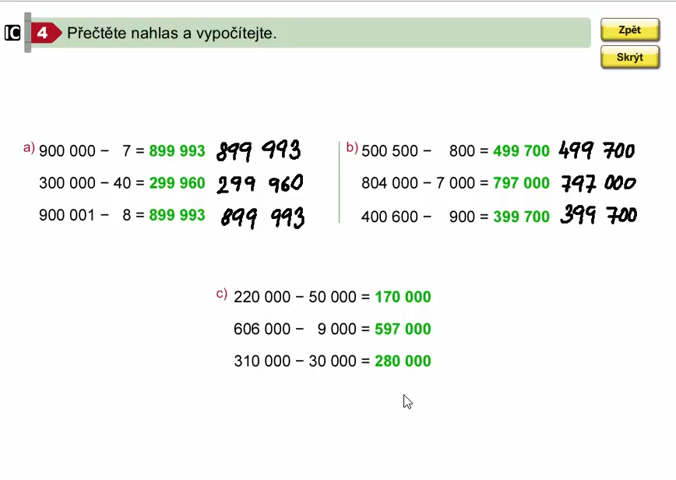 IC 4 Přečtěte nahlas a vypočítejte.
Zpět
Skrýt
a) 900 000 − 7 = 899 993 899 993
300 000 − 40 = 299 960 299 960
900 001 − 8 = 899 993 899 993
b) 500 500 − 800 = 499 700 499 700
804 000 − 7 000 = 797 000 797 000
400 600 − 900 = 399 700 399 700
c) 220 000 − 50 000 = 170 000
606 000 − 9 000 = 597 000
310 000 − 30 000 = 280 000